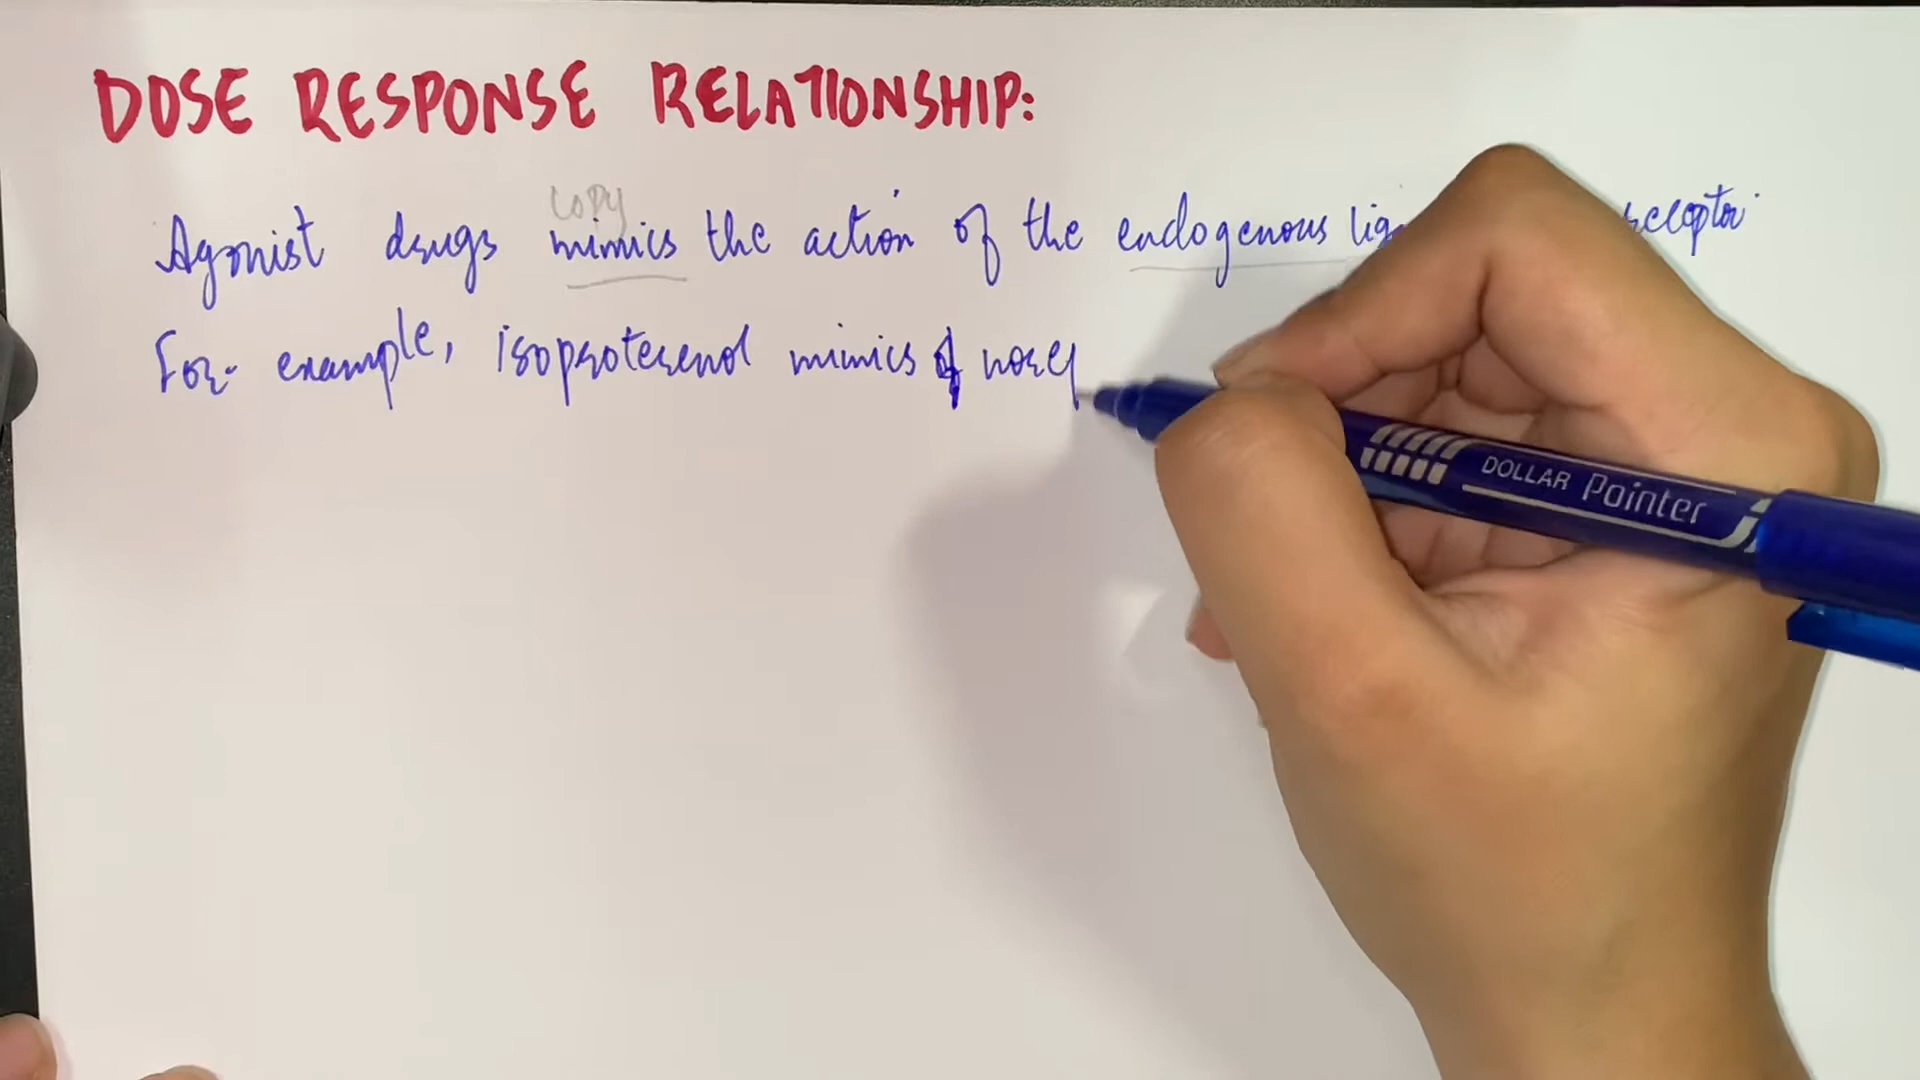 DOSE RESPONSE RELATIONSHIP:
copy
Agonist drugs mimics the action of the endogenous receptor
For example, isoproterenol mimics norep
DOLLAR Pointer